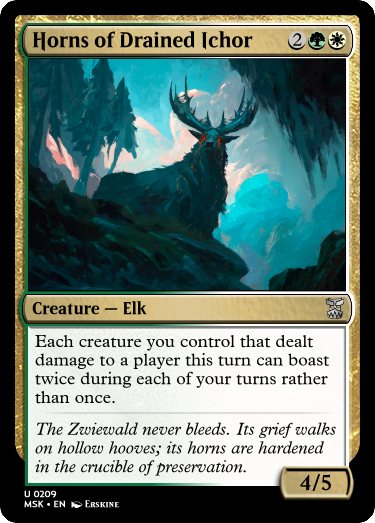 Horns of Drained Ichor 2
Creature — Elk
Each creature you control that dealt
damage to a player this turn can boast
twice during each of your turns rather
than once.
The Zwiewald never bleeds. Its grief walks
on hollow hooves; its horns are hardened
in the crucible of preservation.
4/5
U 0209
MSK • EN Erskine